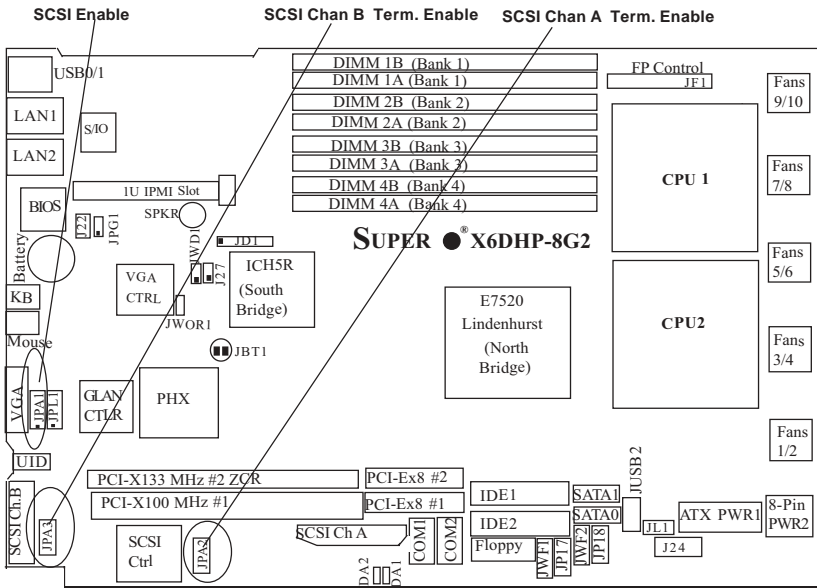 SCSI Enable
SCSI Chan B Term. Enable
SCSI Chan A Term. Enable
USB0/1
LAN1
S/IO
LAN2
1U IPMI Slot
BIOS
J22
JPG1
SPKR
JWD1
J27
JD1
Battery
VGA
CTRL
JWOR1
ICH5R
(South
Bridge)
KB
Mouse
JBT1
DIMM 1B (Bank 1)
DIMM 1A (Bank 1)
DIMM 2B (Bank 2)
DIMM 2A (Bank 2)
DIMM 3B (Bank 3)
DIMM 3A (Bank 3)
DIMM 4B (Bank 4)
DIMM 4A (Bank 4)
SUPER ●® X6DHP-8G2
FP Control
JF1
CPU 1
CPU2
Fans
9/10
Fans
7/8
Fans
5/6
Fans
3/4
Fans
1/2
E7520
Lindenhurst
(North
Bridge)
VGA
JPA1
JPL1
GLAN
CTLR
PHX
UID
PCI-X133 MHz #2 ZCR
PCI-X100 MHz #1
PCI-Ex8 #2
PCI-Ex8 #1
SCSI Ch.B
JPA3
SCSI
Ctrl
JPA2
SCSI Ch A
DA2
DA1
COM1
COM2
IDE1
IDE2
Floppy
JWF1
JP17
JWF2
JP18
SATA1
SATA0
JUSB2
JL1
J24
ATX PWR1
8-Pin
PWR2